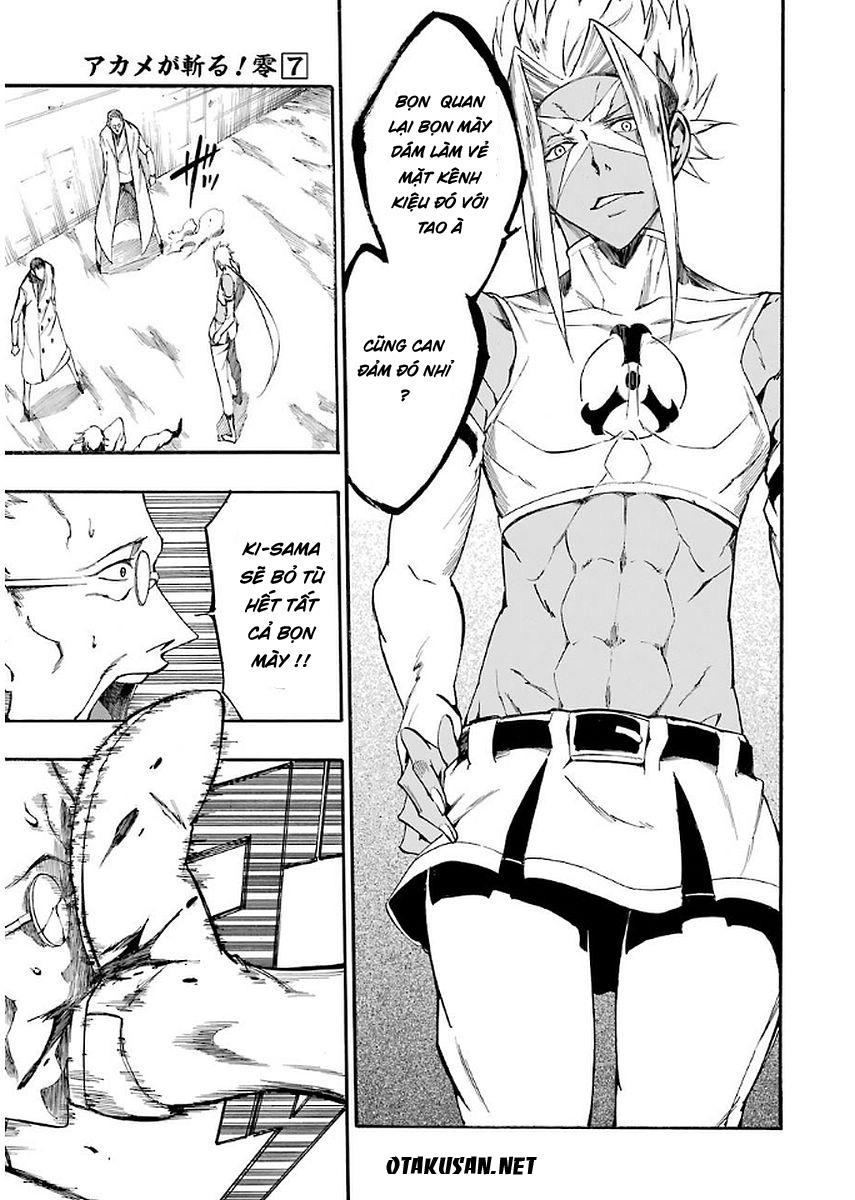 アカメが斬る！零 7
BỌN QUAN
LẠI BỌN MÀY
DÁM LÀM VẺ
MẶT KÊNH
KIỆU ĐÓ VỚI
TAO À
CŨNG CAN
ĐẢM ĐÓ NHỈ
?
KI-SAMA
SẼ BỎ TÙ
HẾT TẤT
CẢ BỌN
MÀY !!
OTAKUSAN.NET